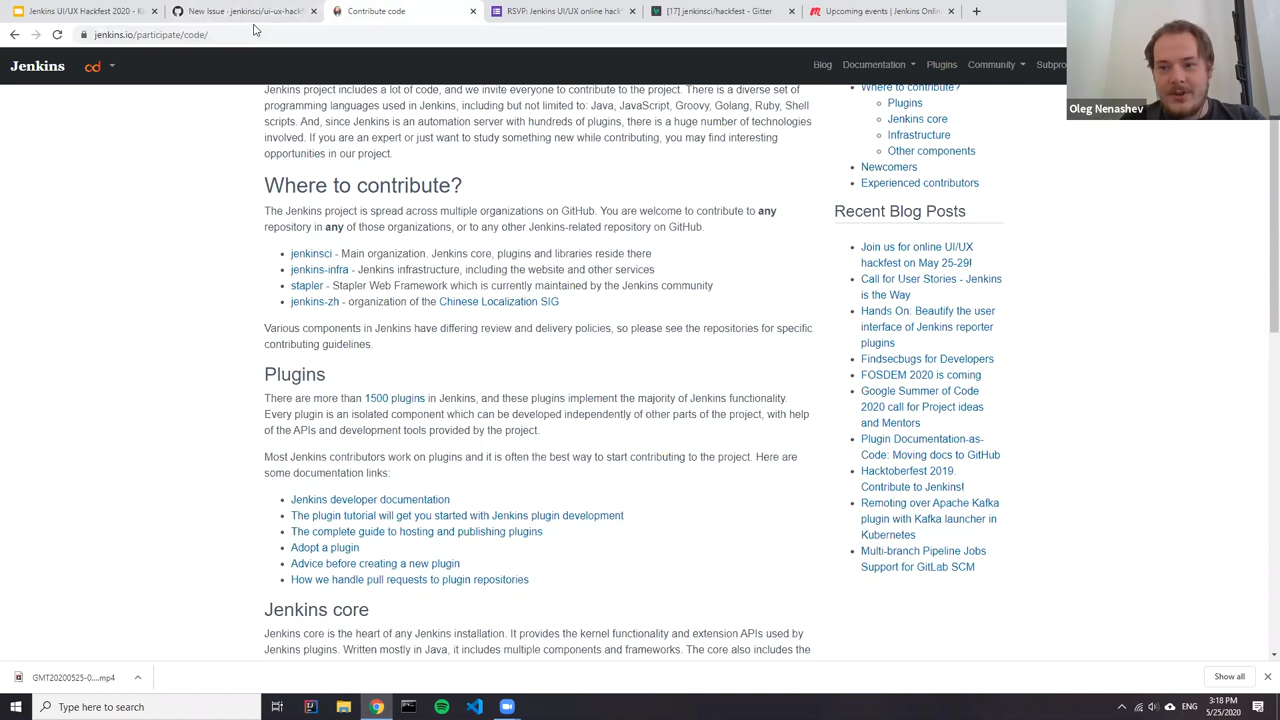 Jenkins UI/UX Hackfest 2020 - K
New Issue · jenkinsci/ui-ux-hackf
Contribute code
RSVP: Jenkins UI/UX online hack
[17] jenkinsci/hackfest - Gitter
Upcoming events | Jenkins Onlin
jenkins.io/participate/code/
Jenkins
cd
Blog
Documentation
Plugins
Community
Subpro
Oleg Nenashev
Jenkins project includes a lot of code, and we invite everyone to contribute to the project. There is a diverse set of
programming languages used in Jenkins, including but not limited to: Java, JavaScript, Groovy, Golang, Ruby, Shell
scripts. And, since Jenkins is an automation server with hundreds of plugins, there is a huge number of technologies
involved. If you are an expert or just want to study something new while contributing, you may find interesting
opportunities in our project.
Where to contribute?
The Jenkins project is spread across multiple organizations on GitHub. You are welcome to contribute to any
repository in any of those organizations, or to any other Jenkins-related repository on GitHub.
jenkinsci - Main organization. Jenkins core, plugins and libraries reside there
jenkins-infra - Jenkins infrastructure, including the website and other services
stapler - Stapler Web Framework which is currently maintained by the Jenkins community
jenkins-zh - organization of the Chinese Localization SIG
Various components in Jenkins have differing review and delivery policies, so please see the repositories for specific
contributing guidelines.
Plugins
There are more than 1500 plugins in Jenkins, and these plugins implement the majority of Jenkins functionality.
Every plugin is an isolated component which can be developed independently of other parts of the project, with help
of the APIs and development tools provided by the project.
Most Jenkins contributors work on plugins and it is often the best way to start contributing to the project. Here are
some documentation links:
Jenkins developer documentation
The plugin tutorial will get you started with Jenkins plugin development
The complete guide to hosting and publishing plugins
Adopt a plugin
Advice before creating a new plugin
How we handle pull requests to plugin repositories
Jenkins core
Jenkins core is the heart of any Jenkins installation. It provides the kernel functionality and extension APIs used by
Jenkins plugins. Written mostly in Java, it includes multiple components and frameworks. The core also includes the
Where to contribute?
Plugins
Jenkins core
Infrastructure
Other components
Newcomers
Experienced contributors
Recent Blog Posts
Join us for online UI/UX
hackfest on May 25-29!
Call for User Stories - Jenkins
is the Way
Hands On: Beautify the user
interface of Jenkins reporter
plugins
Findsecbugs for Developers
FOSDEM 2020 is coming
Google Summer of Code
2020 call for Project ideas
and Mentors
Plugin Documentation-as-
Code: Moving docs to GitHub
Hacktoberfest 2019.
Contribute to Jenkins!
Remoting over Apache Kafka
plugin with Kafka launcher in
Kubernetes
Multi-branch Pipeline Jobs
Support for GitLab SCM
GMT20200525-0....mp4
Show all
Type here to search
ENG
3:18 PM
5/25/2020